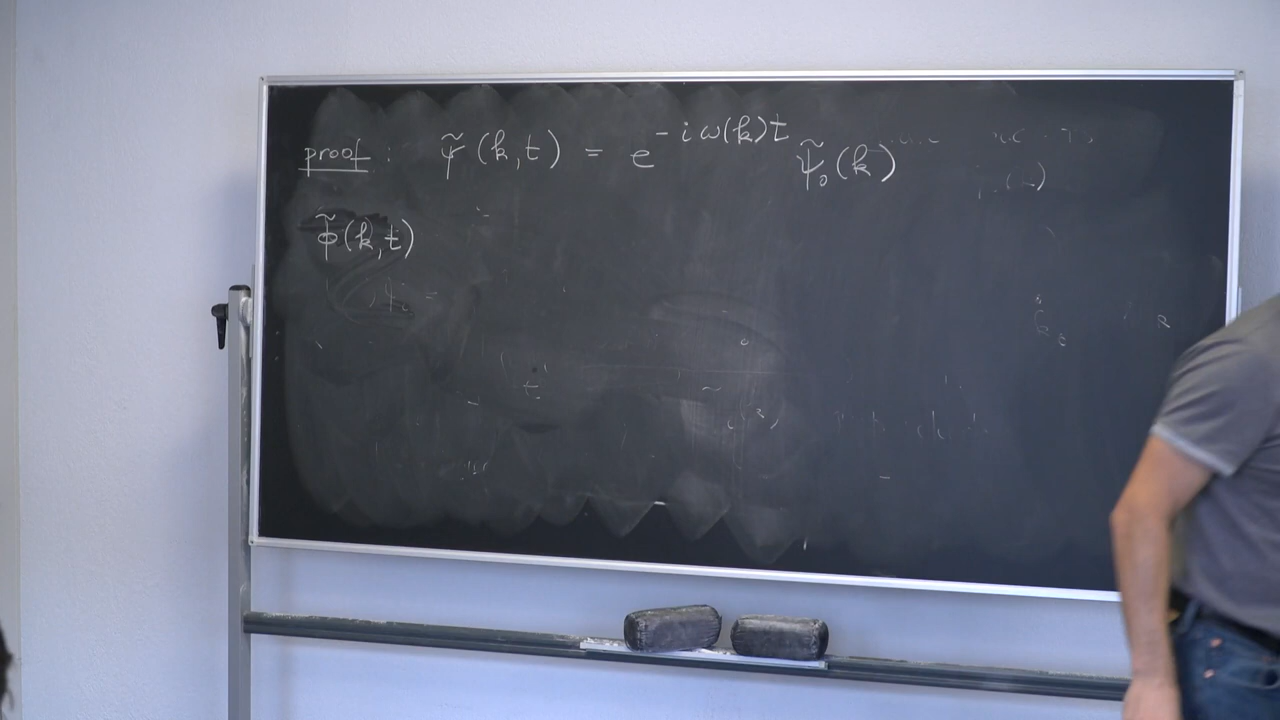 proof : ψ̃(k,t) = e^{-iω(k)t} ψ̃₀(k)
ϕ̃(k,t)